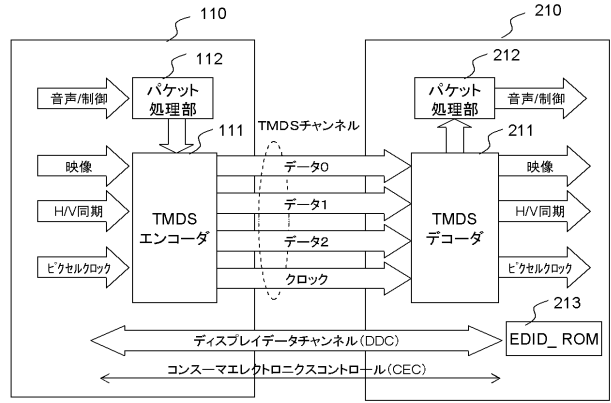 110
210
112
パケット
処理部
音声/制御
212
パケット
処理部
音声/制御
111
TMDSチャンネル
211
映像
H/V同期
ピクセルクロック
TMDS
エンコーダ
データ0
データ1
データ2
クロック
TMDS
デコーダ
映像
H/V同期
ピクセルクロック
213
EDID_ ROM
ディスプレイデータチャンネル(DDC)
コンスーマエレクトロニクスコントロール(CEC)